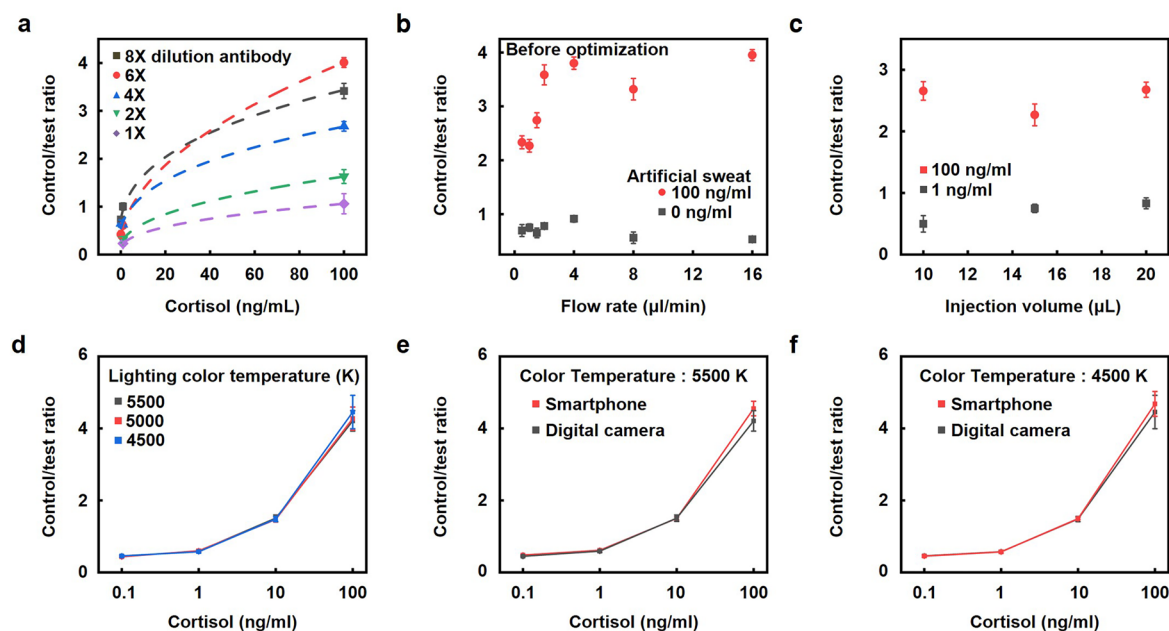 a
Control/test ratio
4
3
2
1
0
8X dilution antibody
6X
4X
2X
1X
0 20 40 60 80 100
Cortisol (ng/mL)
b
Control/test ratio
4
3
2
1
Before optimization
Artificial sweat
100 ng/ml
0 ng/ml
0 4 8 12 16
Flow rate (µl/min)
c
Control/test ratio
3
2
1
0
100 ng/ml
1 ng/ml
10 12 14 16 18 20
Injection volume (µL)
d
Control/test ratio
6
4
2
0
Lighting color temperature (K)
5500
5000
4500
0.1 1 10 100
Cortisol (ng/ml)
e
Control/test ratio
6
4
2
0
Color Temperature : 5500 K
Smartphone
Digital camera
0.1 1 10 100
Cortisol (ng/ml)
f
Control/test ratio
6
4
2
0
Color Temperature : 4500 K
Smartphone
Digital camera
0.1 1 10 100
Cortisol (ng/ml)